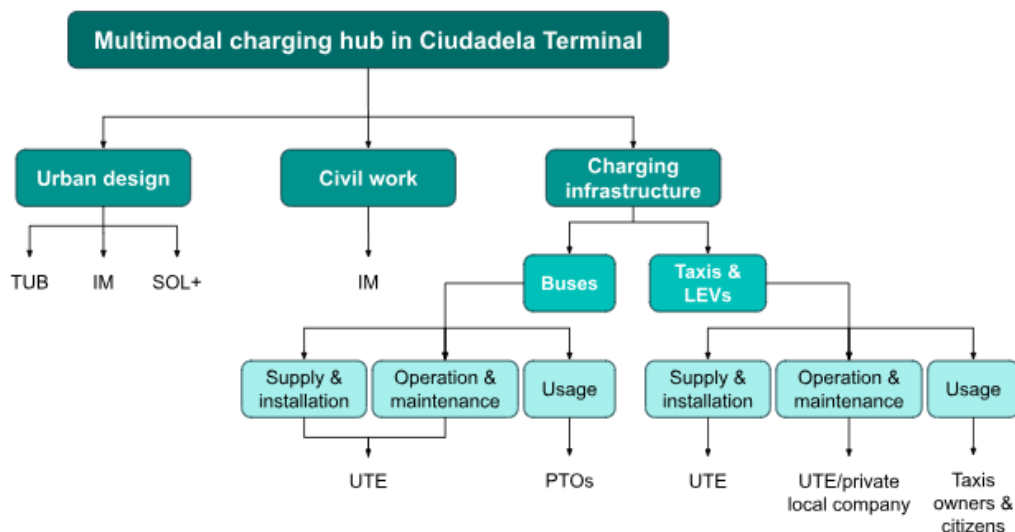 Multimodal charging hub in Ciudadela Terminal
Urban design
Civil work
Charging
infrastructure
TUB
IM
SOL+
IM
Buses
Taxis &
LEVs
Supply &
installation
Operation &
maintenance
Usage
Supply &
installation
Operation &
maintenance
Usage
UTE
PTOs
UTE
UTE/private
local company
Taxis
owners &
citizens